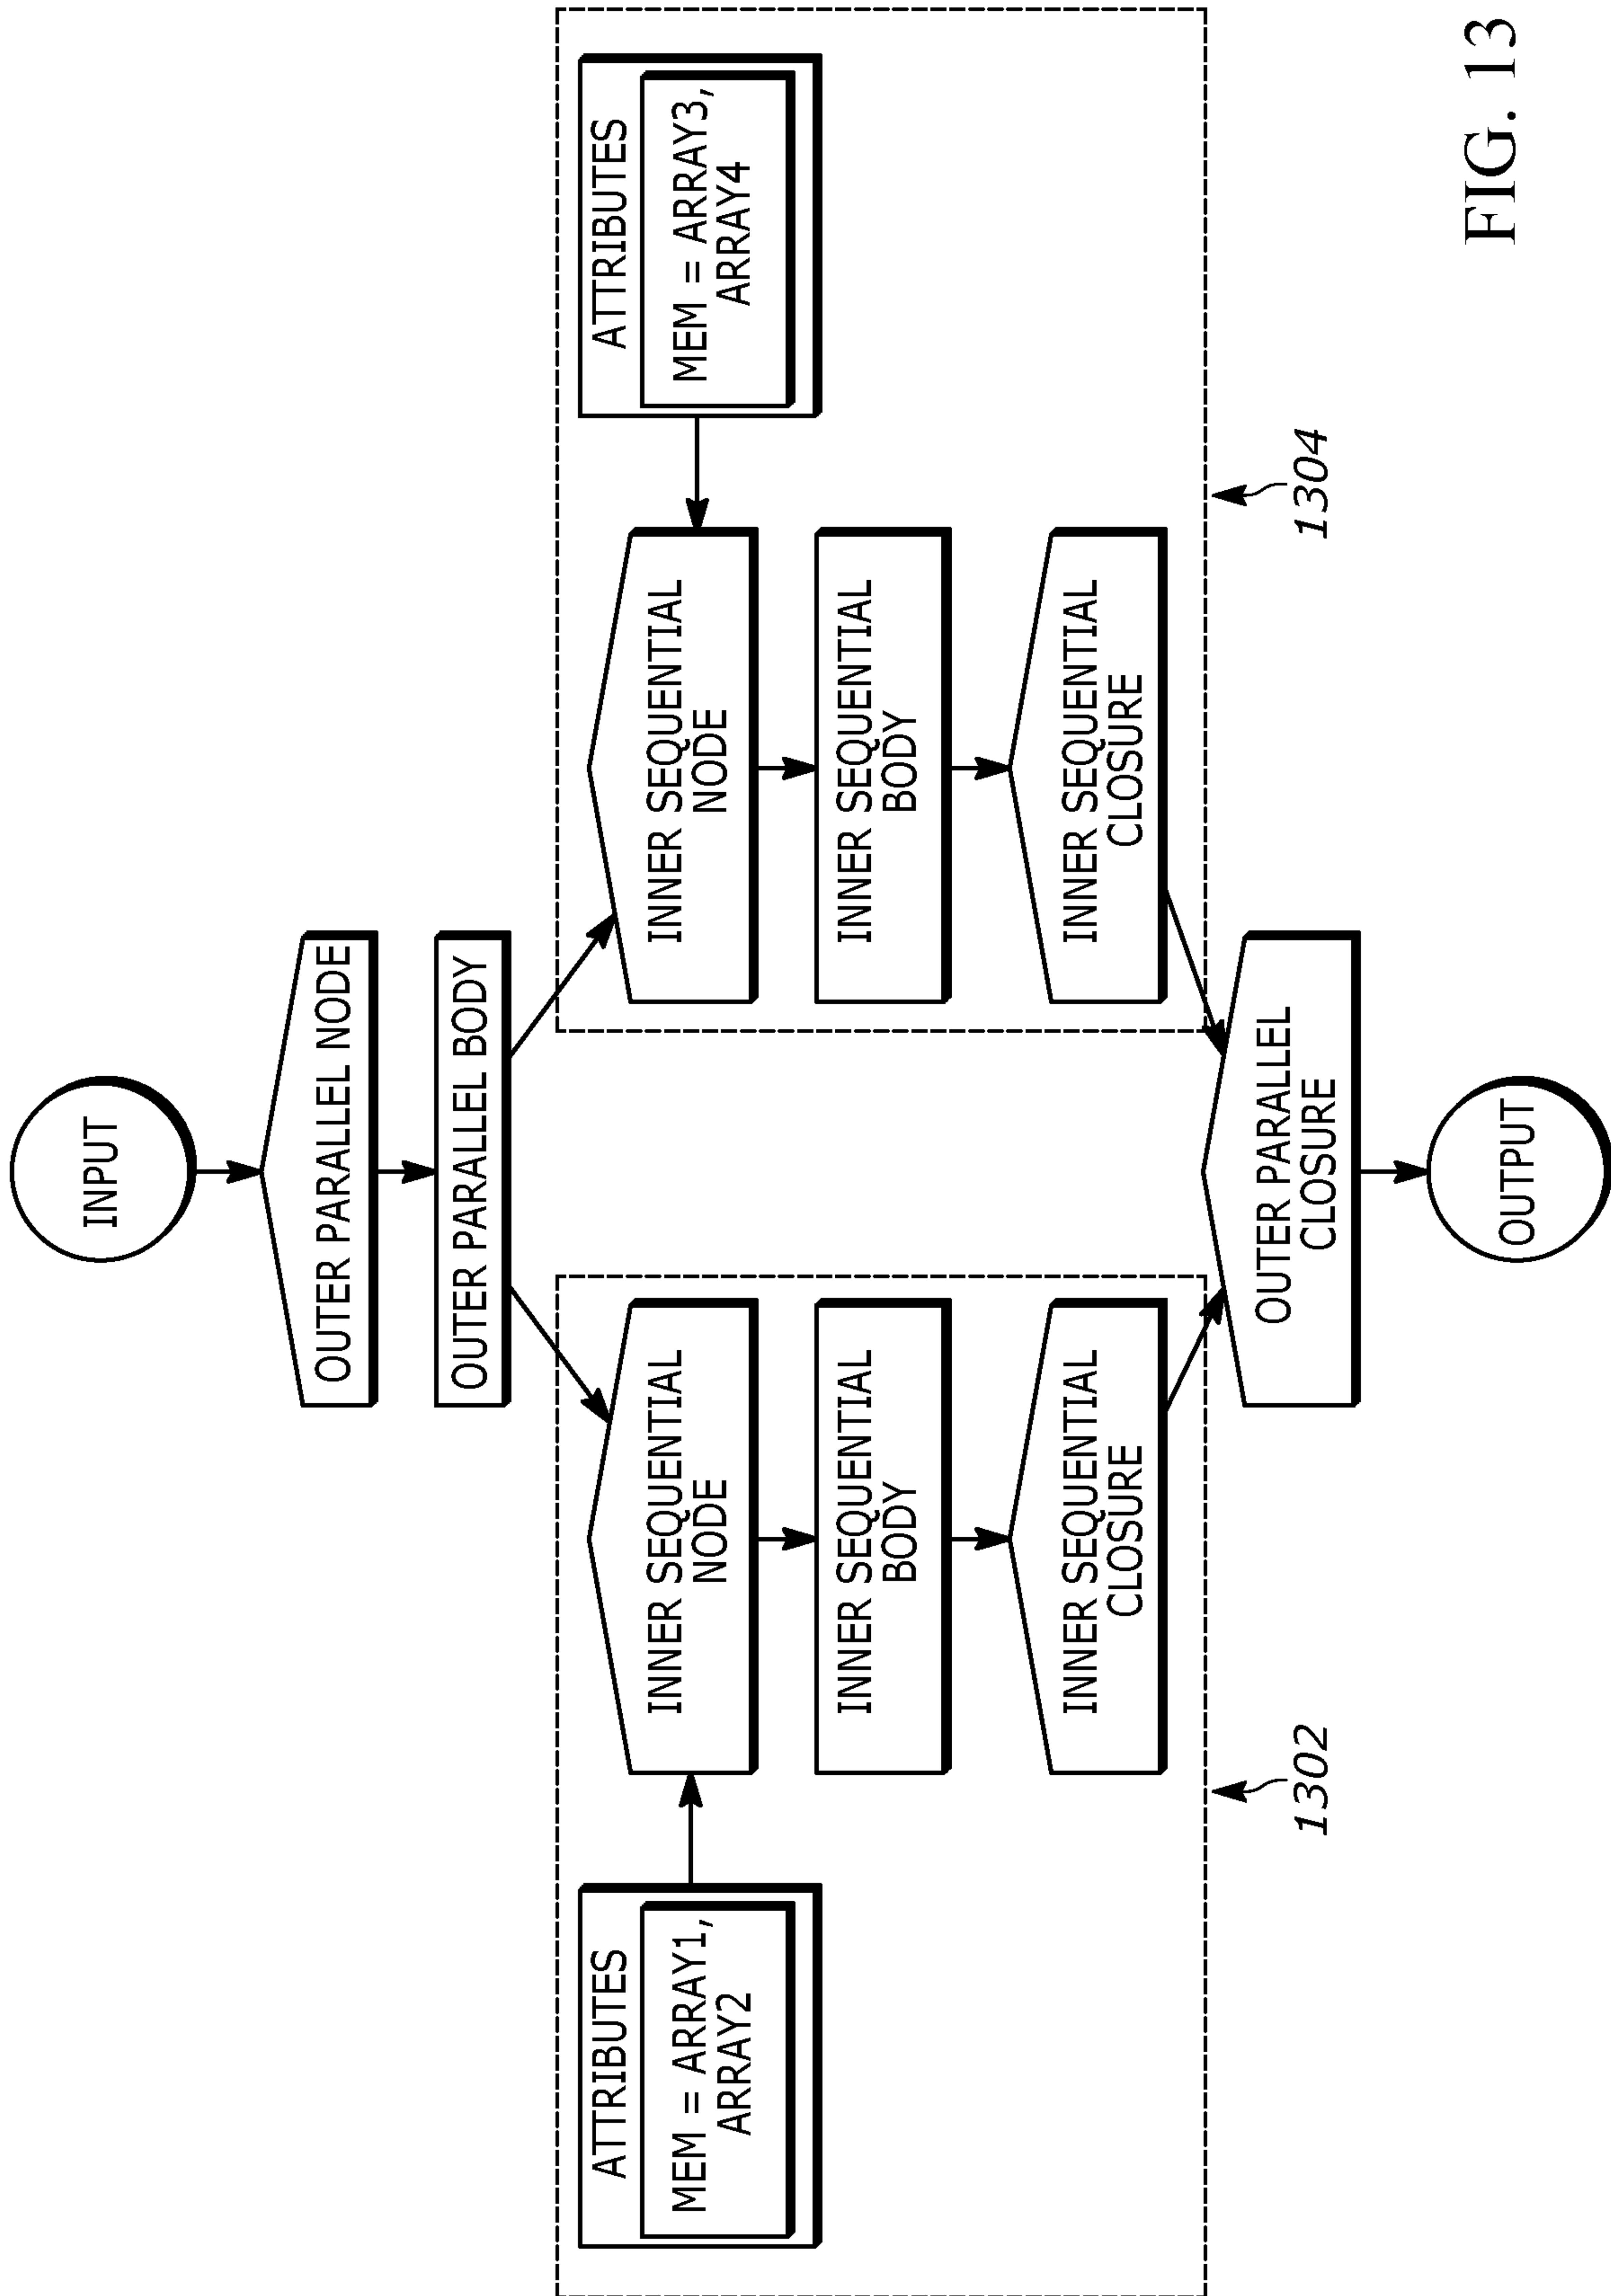 INPUT
OUTER PARALLEL NODE
OUTER PARALLEL BODY
ATTRIBUTES
MEM = ARRAY1,
ARRAY2
INNER SEQUENTIAL
NODE
INNER SEQUENTIAL
BODY
INNER SEQUENTIAL
CLOSURE
1302
INNER SEQUENTIAL
NODE
INNER SEQUENTIAL
BODY
INNER SEQUENTIAL
CLOSURE
ATTRIBUTES
MEM = ARRAY3,
ARRAY4
1304
OUTER PARALLEL
CLOSURE
OUTPUT
FIG. 13